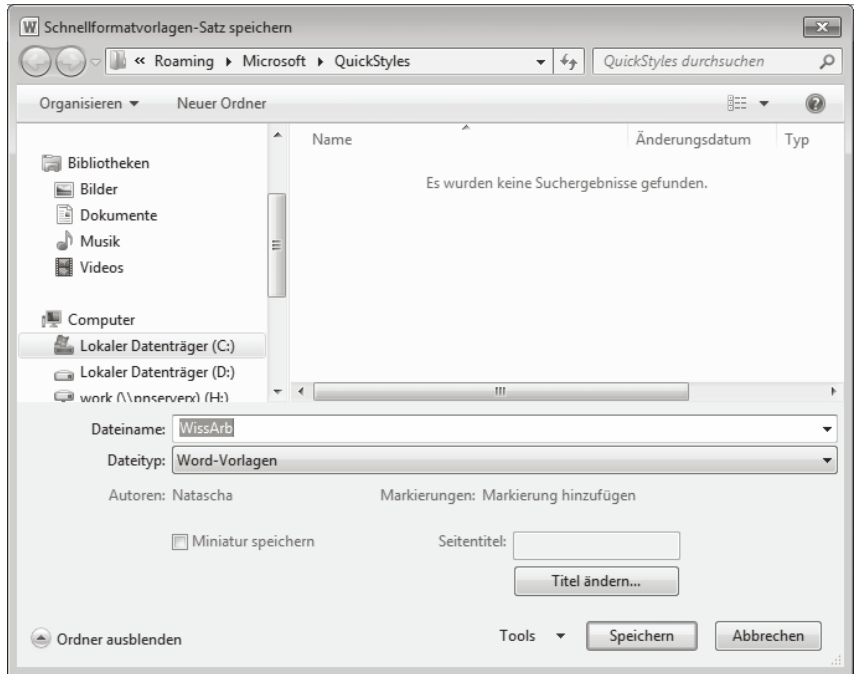 Schnellformatvorlagen-Satz speichern
« Roaming ▸ Microsoft ▸ QuickStyles
QuickStyles durchsuchen
Organisieren Neuer Ordner
Name Änderungsdatum Typ
Es wurden keine Suchergebnisse gefunden.
Bibliotheken
Bilder
Dokumente
Musik
Videos
Computer
Lokaler Datenträger (C:)
Lokaler Datenträger (D:)
work (\\pnserverx) (H:)
Dateiname: WissArb
Dateityp: Word-Vorlagen
Autoren: Natascha Markierungen: Markierung hinzufügen
Miniatur speichern Seitentitel:
Titel ändern...
Ordner ausblenden Tools Speichern Abbrechen